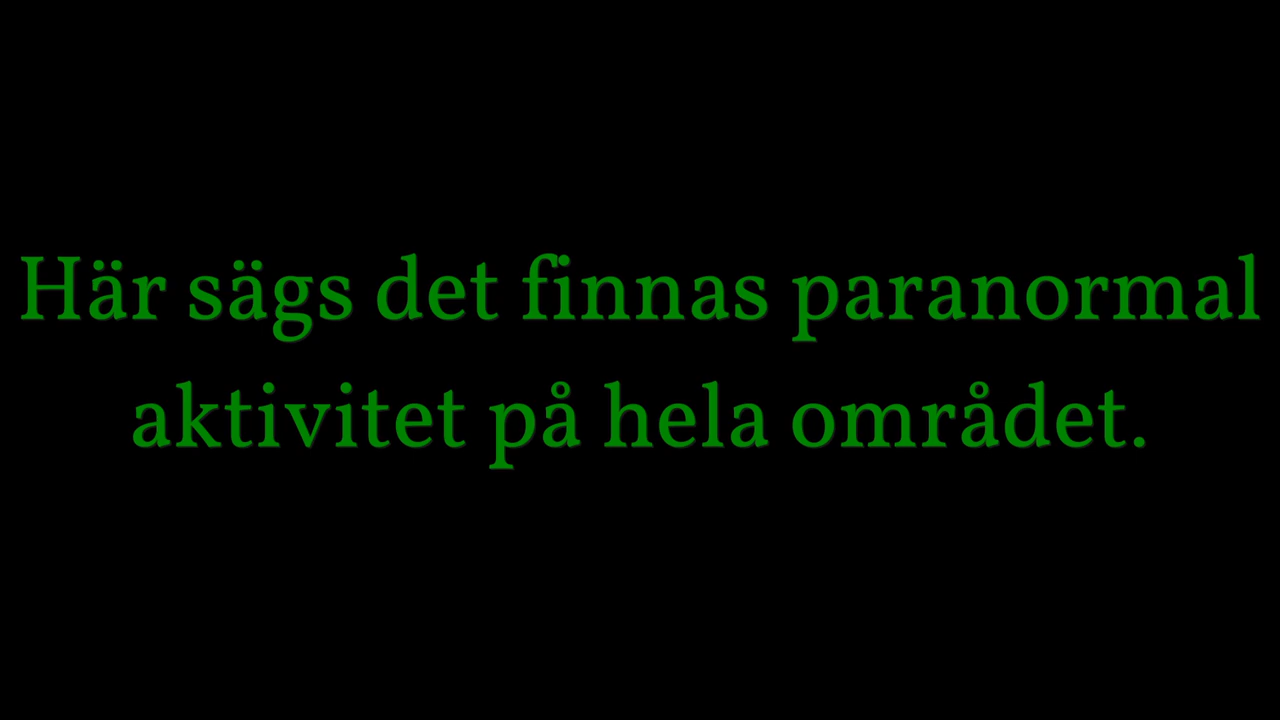 Här sägs det finnas paranormal
aktivitet på hela området.